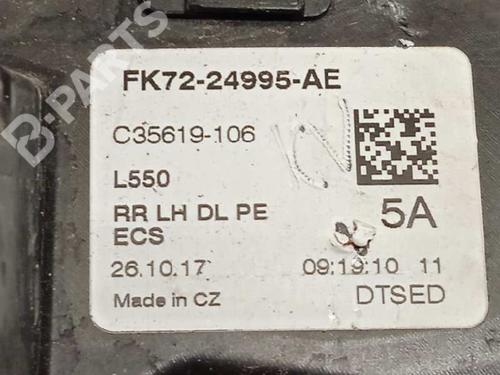 FK72-24995-AE
C35619-106
L550
RR LH DL PE
ECS
5A
26.10.17 09:19:10 11
Made in CZ DTSED
B-PARTS